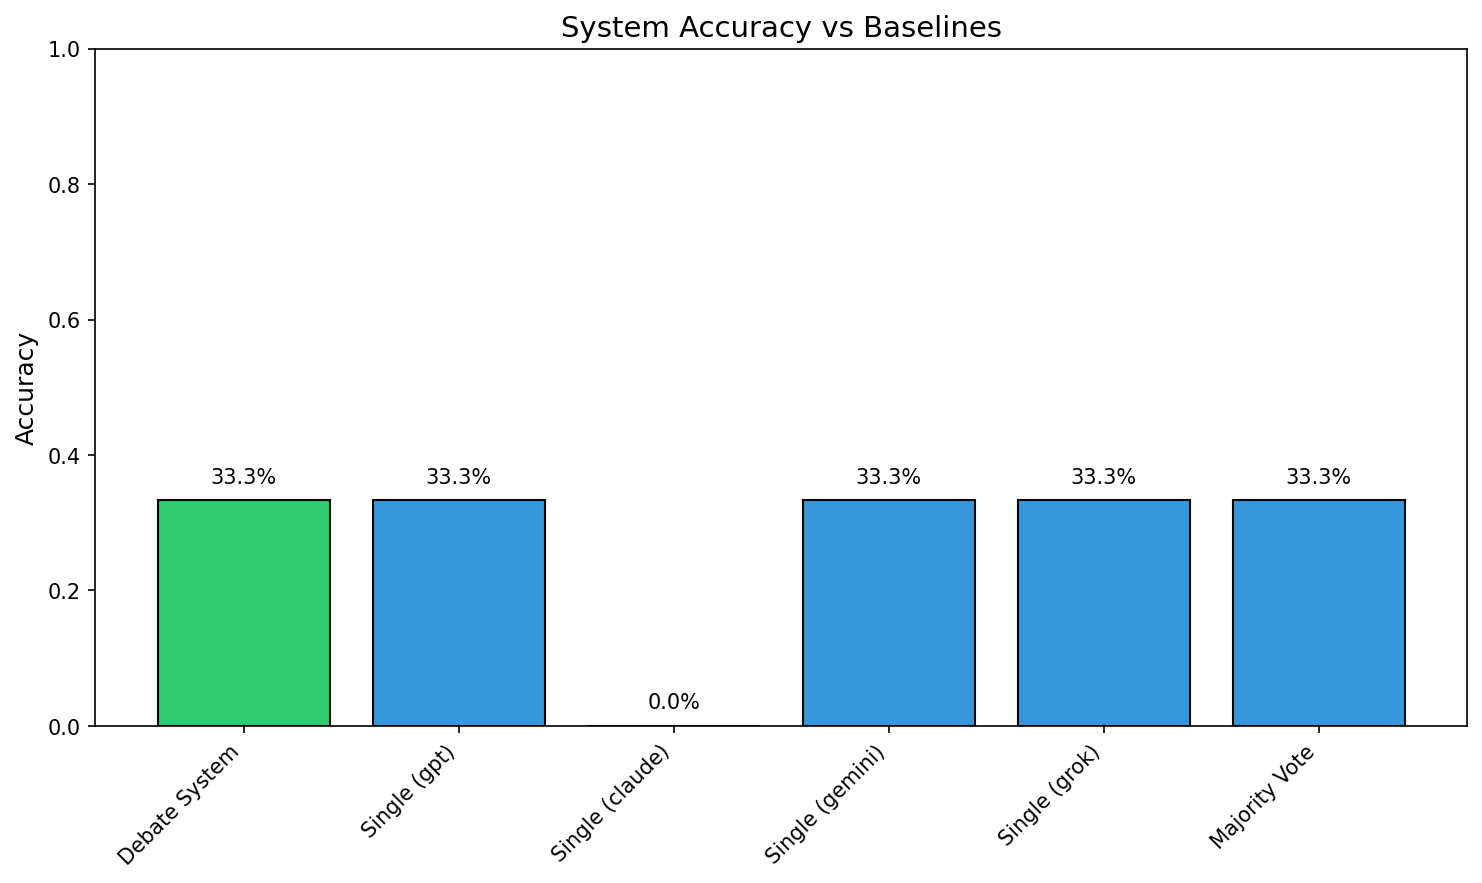 System Accuracy vs Baselines
1.0
0.8
0.6
0.4
0.2
0.0
Accuracy
33.3%
33.3%
0.0%
33.3%
33.3%
33.3%
Debate System
Single (gpt)
Single (claude)
Single (gemini)
Single (grok)
Majority Vote